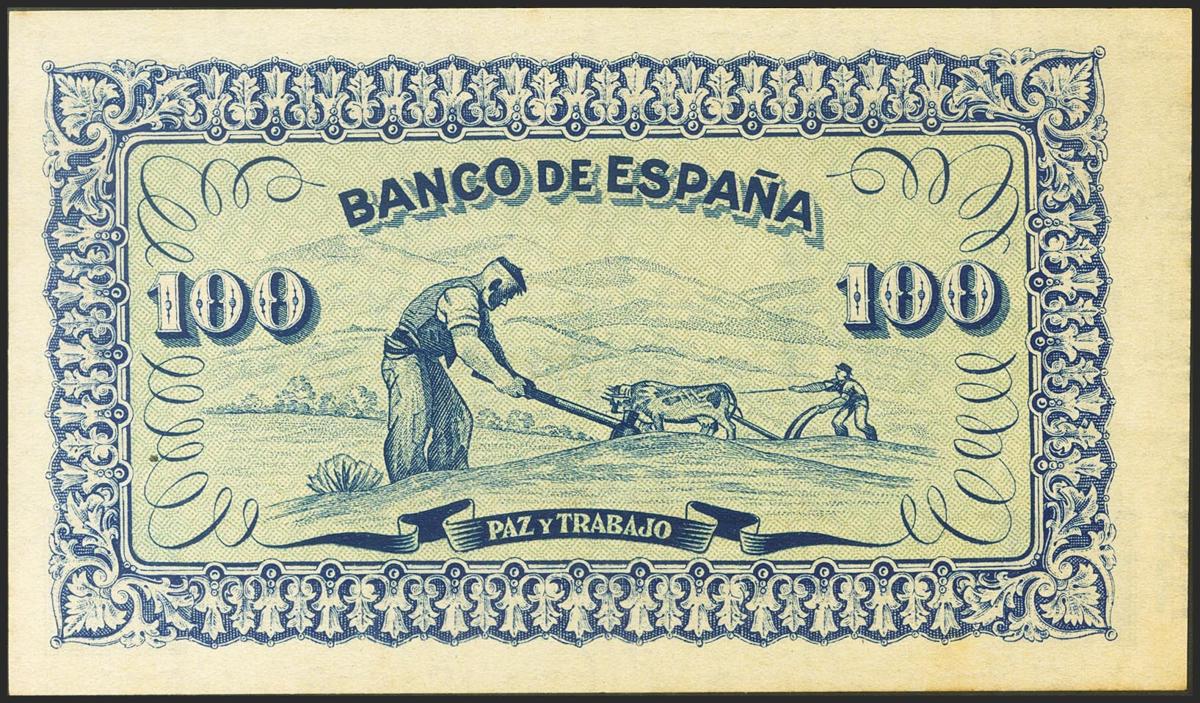 BANCO DE ESPAÑA
100 100
PAZ Y TRABAJO